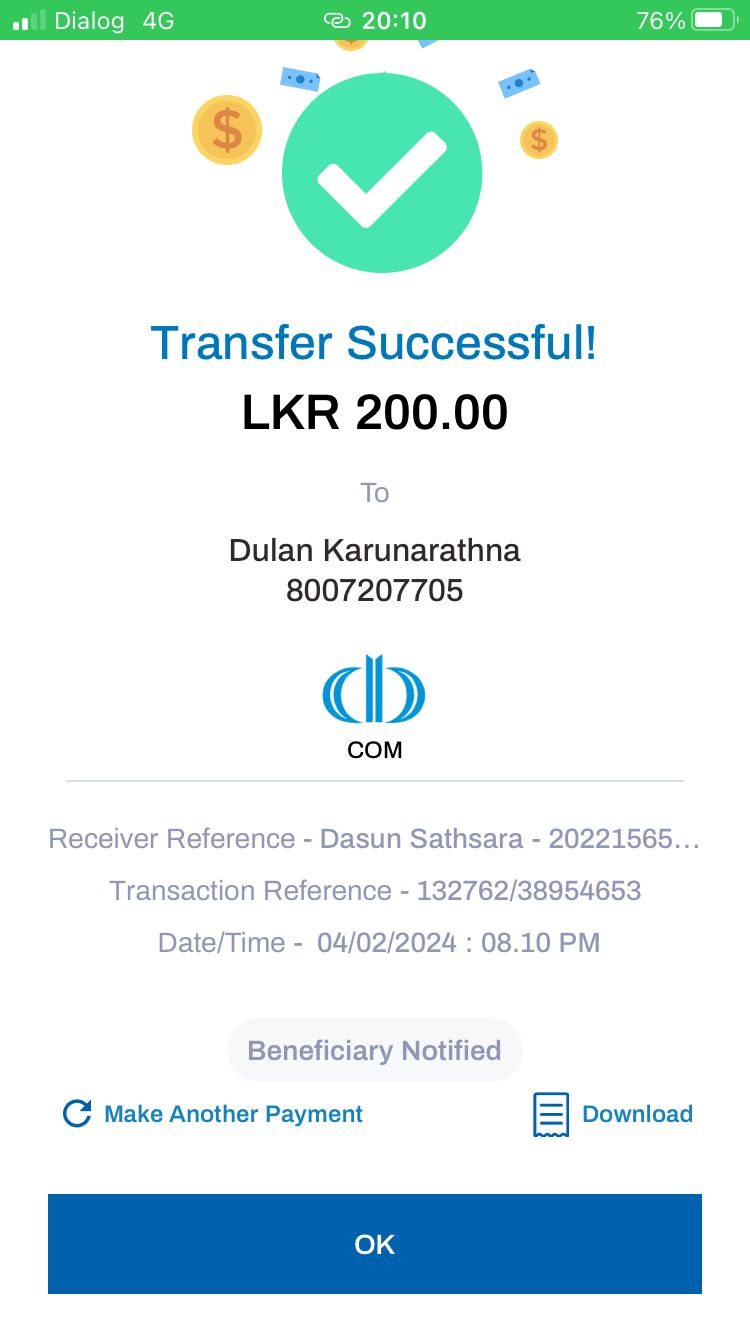 Dialog 4G 20:10 76%
Transfer Successful!
LKR 200.00
To
Dulan Karunarathna
8007207705
COM
Receiver Reference - Dasun Sathsara - 20221565...
Transaction Reference - 132762/38954653
Date/Time - 04/02/2024 : 08.10 PM
Beneficiary Notified
Make Another Payment
Download
OK